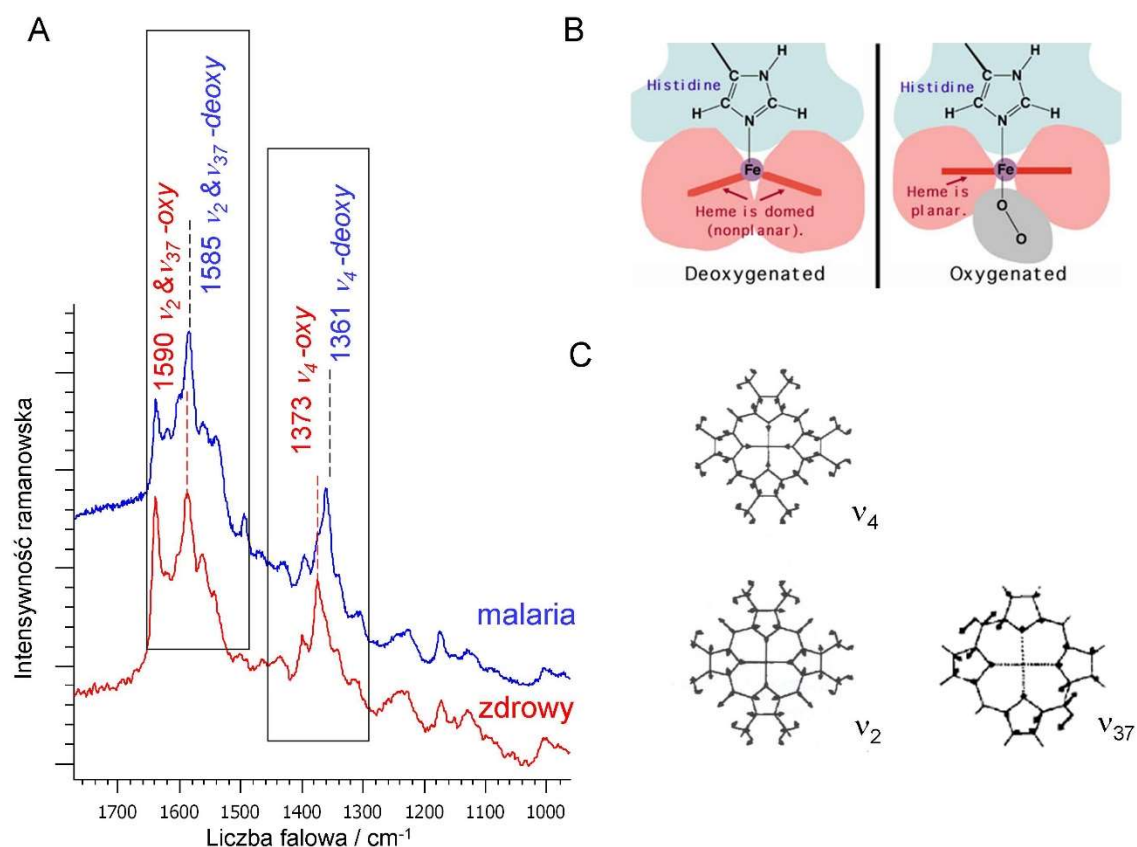 A
1590 ν2 & ν37 -oxy
1585 ν2 & ν37 -deoxy
1373 ν4 -oxy
1361 ν4 -deoxy
Intensywność ramanowska
malaria
zdrowy
1700 1600 1500 1400 1300 1200 1100 1000
Liczba falowa / cm-1
B
H
N
C
Histidine
H C C H
N
Fe
Heme is domed
(nonplanar).
Deoxygenated
H
N
C
Histidine
H C C H
N
Fe
Heme is
planar.
O
O
Oxygenated
C
ν4
ν2
ν37